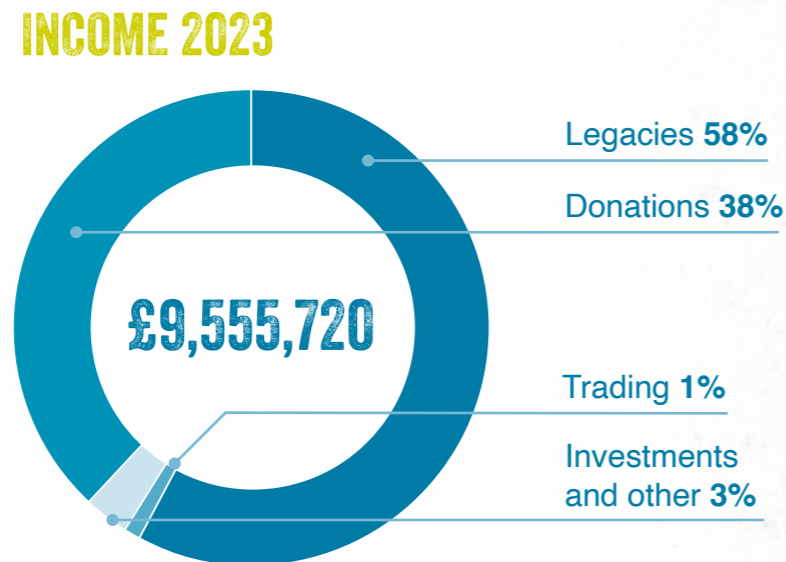 INCOME 2023
Legacies 58%
Donations 38%
£9,555,720
Trading 1%
Investments
and other 3%